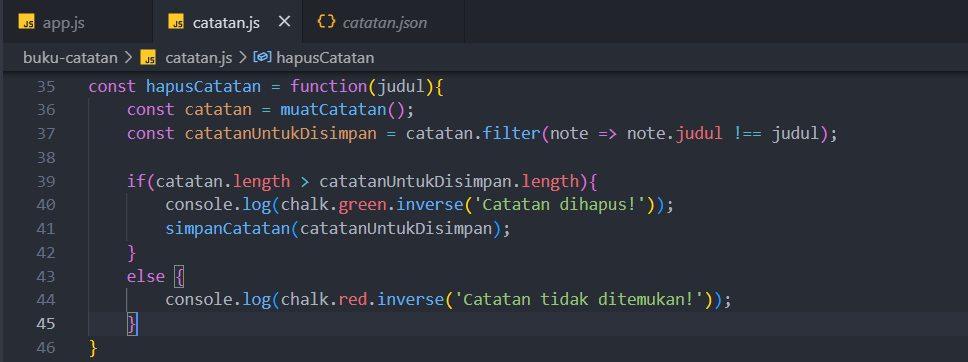 JS app.js JS catatan.js × {} catatan.json
buku-catatan > JS catatan.js > hapusCatatan
35 const hapusCatatan = function(judul){
36 const catatan = muatCatatan();
37 const catatanUntukDisimpan = catatan.filter(note => note.judul !== judul);
38
39 if(catatan.length > catatanUntukDisimpan.length){
40 console.log(chalk.green.inverse('Catatan dihapus!'));
41 simpanCatatan(catatanUntukDisimpan);
42 }
43 else {
44 console.log(chalk.red.inverse('Catatan tidak ditemukan!'));
45 }
46 }